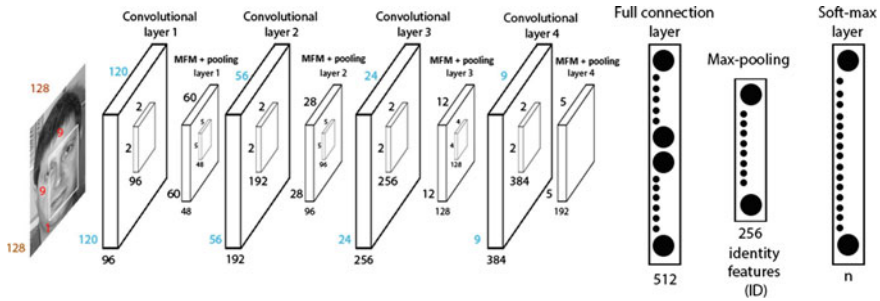 Convolutional
layer 1
Convolutional
layer 2
Convolutional
layer 3
Convolutional
layer 4
Full connection
layer
Soft-max
layer
Max-pooling
MFM + pooling
layer 1
MFM + pooling
layer 2
MFM + pooling
layer 3
MFM + pooling
layer 4
128
9
9
1
128
120
2
2
96
120
96
60
5
5
48
60
48
56
2
2
192
56
192
28
5
5
96
28
96
24
2
2
256
24
256
12
4
4
128
12
128
9
2
2
384
9
384
5
5
192
512
256
identity
features
(ID)
n